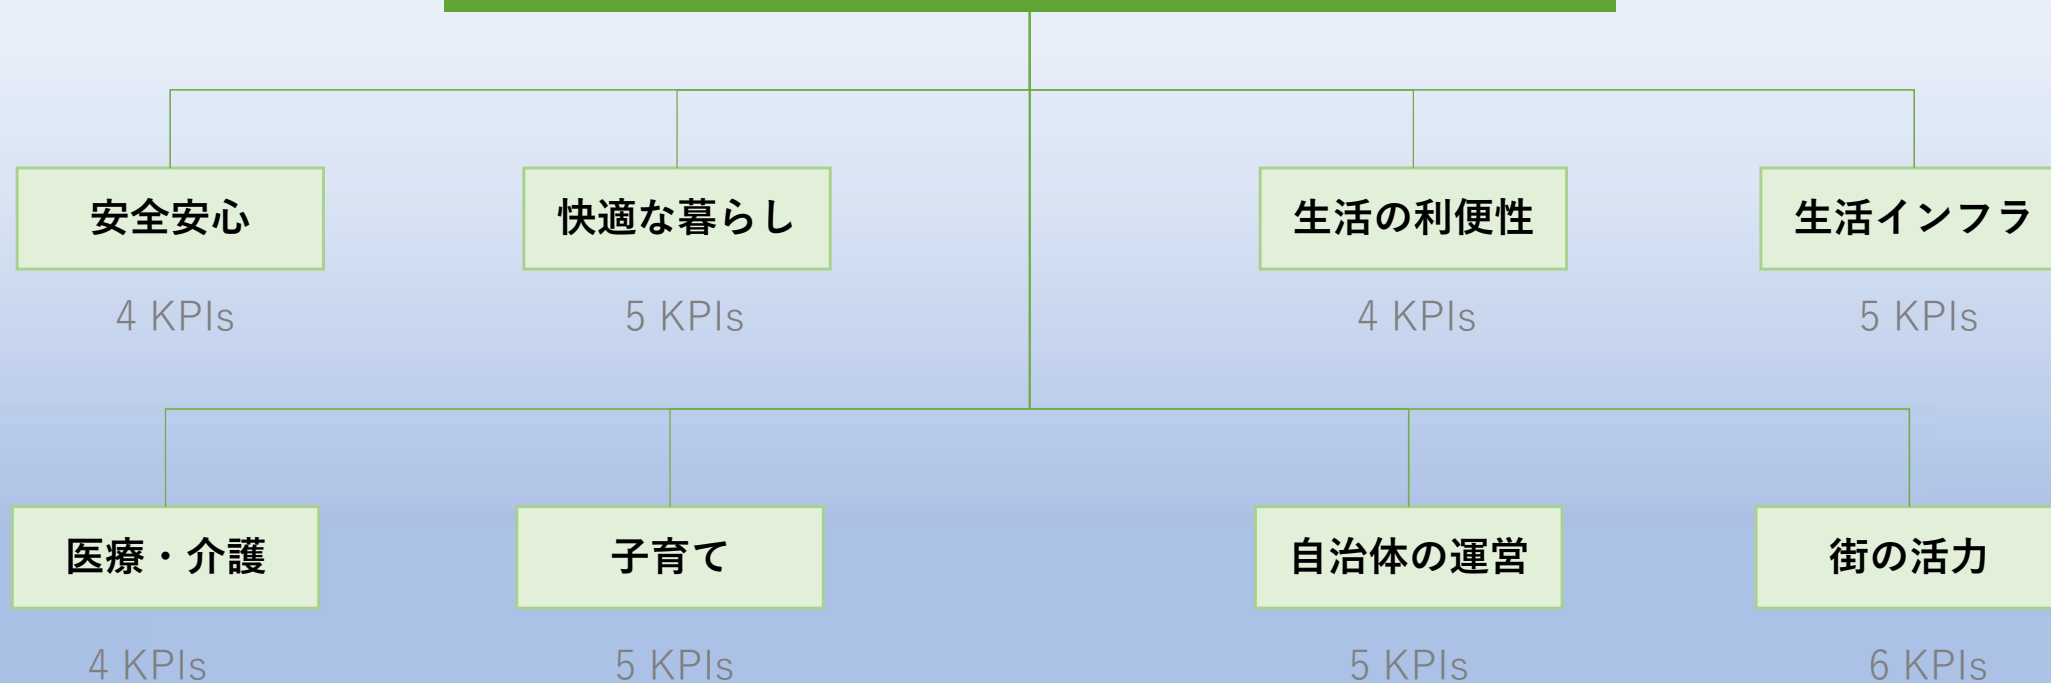 安全安心
快適な暮らし
生活の利便性
生活インフラ
4 KPIs
5 KPIs
4 KPIs
5 KPIs
医療・介護
子育て
自治体の運営
街の活力
4 KPIs
5 KPIs
5 KPIs
6 KPIs